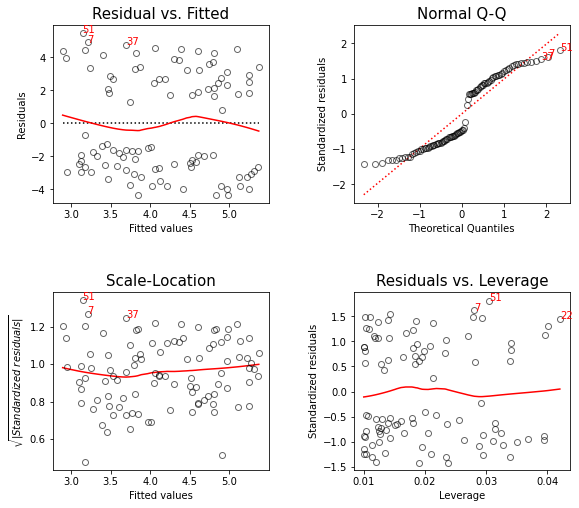 Residual vs. Fitted
Residuals
4
2
0
−2
−4
51
7
37
3.0 3.5 4.0 4.5 5.0
Fitted values
Normal Q-Q
Standardized residuals
2
1
0
−1
−2
37
7
51
−2 −1 0 1 2
Theoretical Quantiles
Scale-Location
√|Standardized residuals|
1.2
1.0
0.8
0.6
51
7
37
3.0 3.5 4.0 4.5 5.0
Fitted values
Residuals vs. Leverage
Standardized residuals
1.5
1.0
0.5
0.0
−0.5
−1.0
−1.5
51
7
22
0.01 0.02 0.03 0.04
Leverage